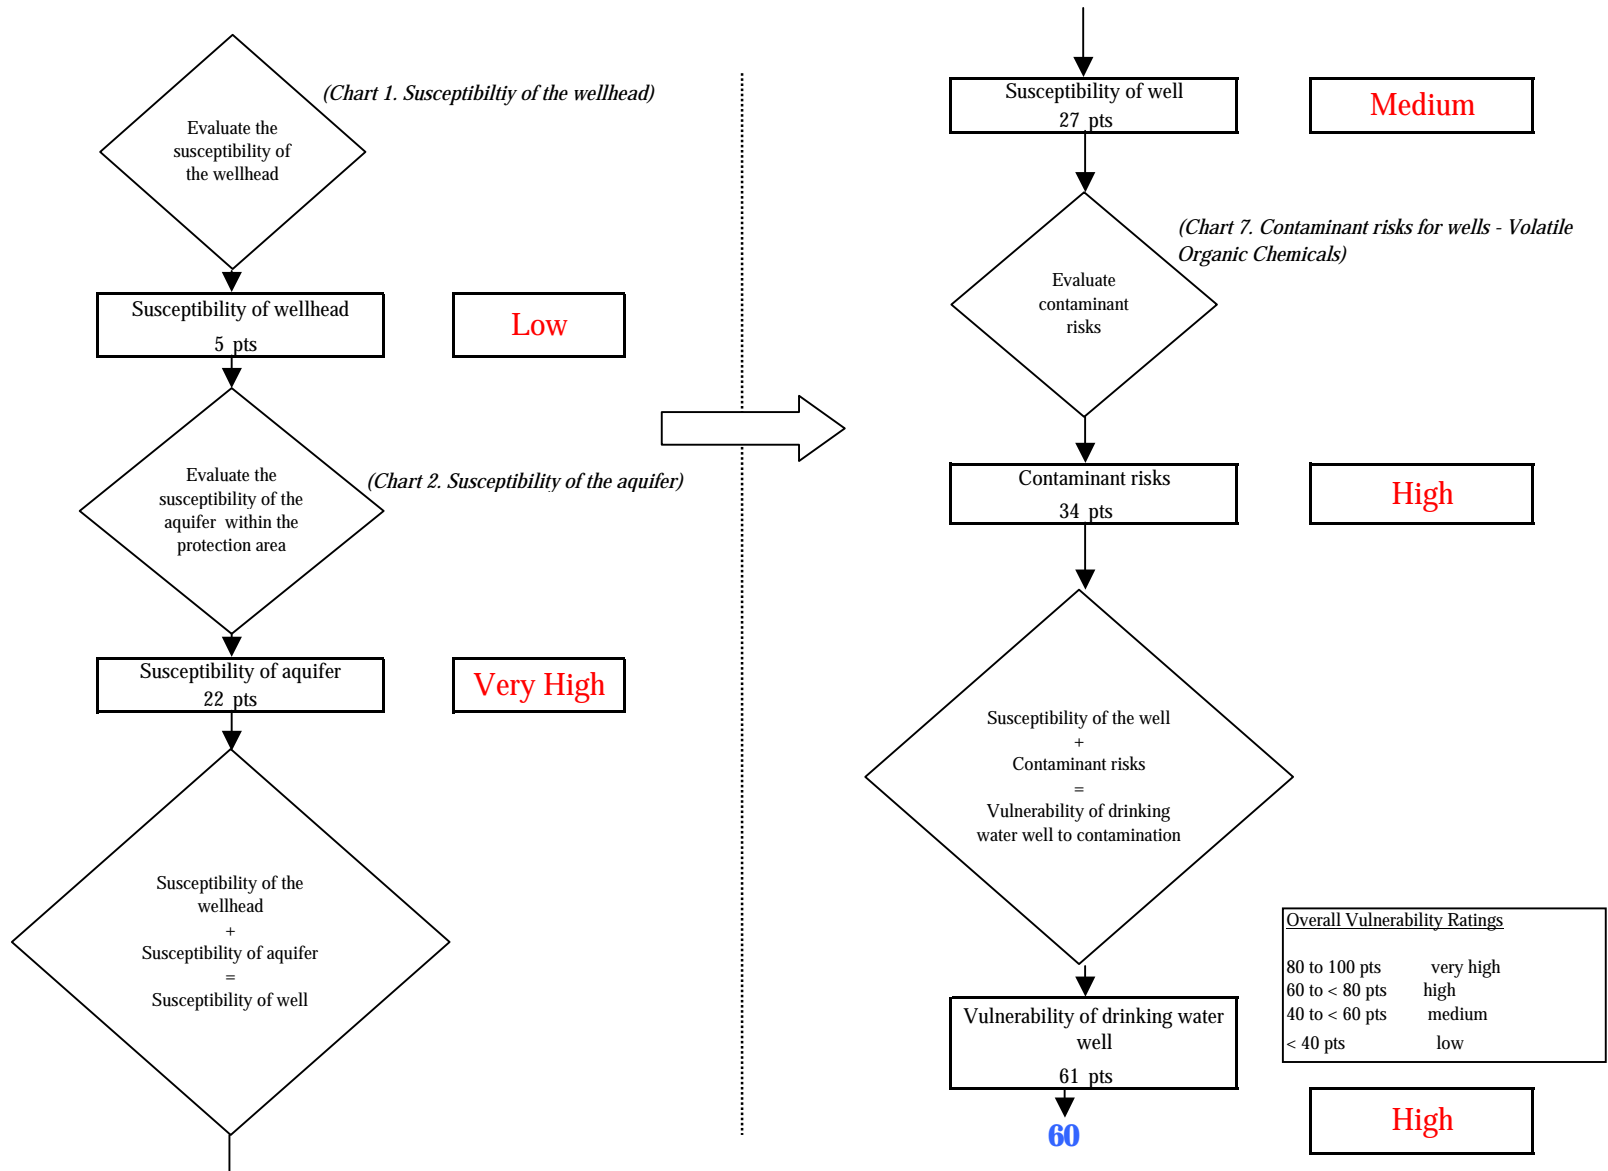 (Chart 1. Susceptibiltiy of the wellhead)
Evaluate the
susceptibility of
the wellhead
Susceptibility of wellhead
5 pts
Low
Evaluate the
susceptibility of the
aquifer within the
protection area
(Chart 2. Susceptibility of the aquifer)
Susceptibility of aquifer
22 pts
Very High
Susceptibility of the
wellhead
+
Susceptibility of aquifer
=
Susceptibility of well
Susceptibility of well
27 pts
Medium
(Chart 7. Contaminant risks for wells - Volatile
Organic Chemicals)
Evaluate
contaminant
risks
Contaminant risks
34 pts
High
Susceptibility of the well
+
Contaminant risks
=
Vulnerability of drinking
water well to contamination
Overall Vulnerability Ratings
80 to 100 pts very high
60 to < 80 pts high
40 to < 60 pts medium
< 40 pts low
Vulnerability of drinking water
well
61 pts
60
High